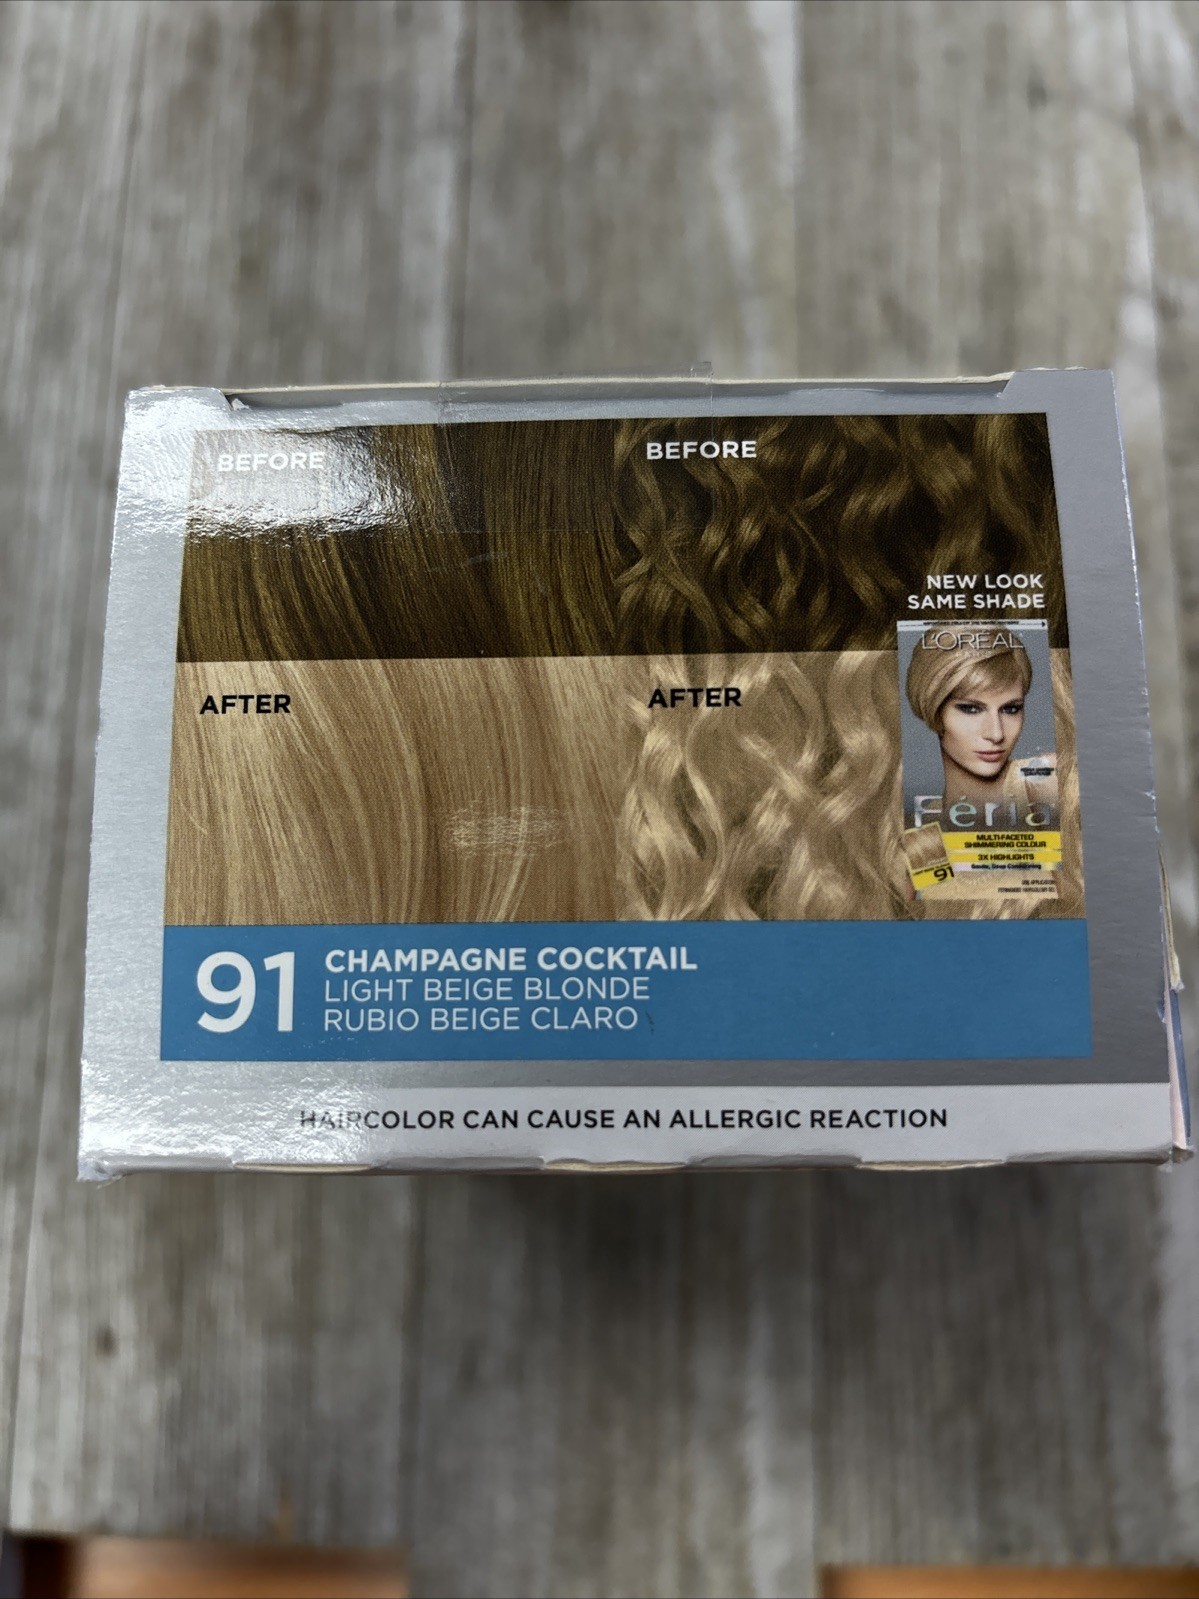 BEFORE
BEFORE
NEW LOOK
SAME SHADE
L'ORÉAL
AFTER
AFTER
Féria
MULTI-FACETED
SHIMMERING COLOUR
3X HIGHLIGHTS
91
91
CHAMPAGNE COCKTAIL
LIGHT BEIGE BLONDE
RUBIO BEIGE CLARO
HAIRCOLOR CAN CAUSE AN ALLERGIC REACTION